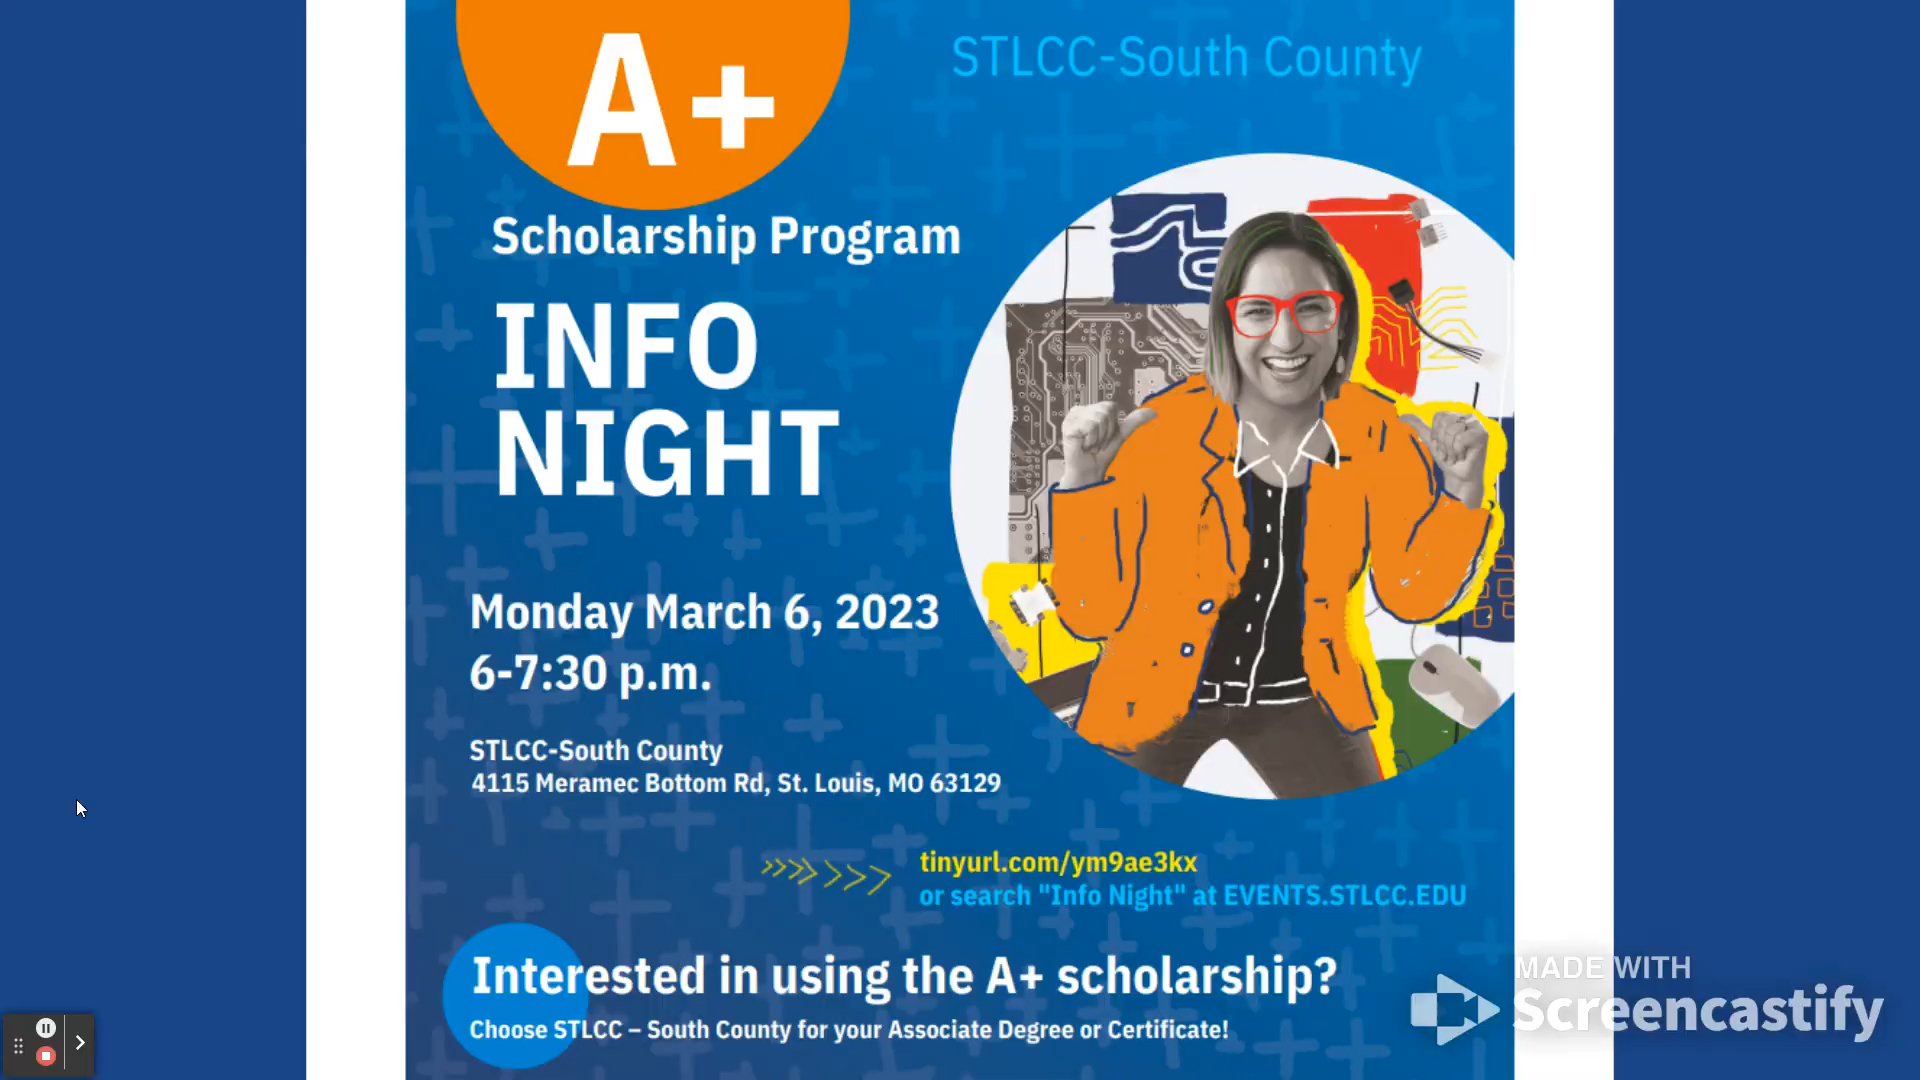 A+
STLCC-South County
Scholarship Program
INFO
NIGHT
Monday March 6, 2023
6-7:30 p.m.
STLCC-South County
4115 Meramec Bottom Rd, St. Louis, MO 63129
tinyurl.com/ym9ae3kx
or search "Info Night" at EVENTS.STLCC.EDU
Interested in using the A+ scholarship?
Choose STLCC – South County for your Associate Degree or Certificate!
MADE WITH
Screencastify